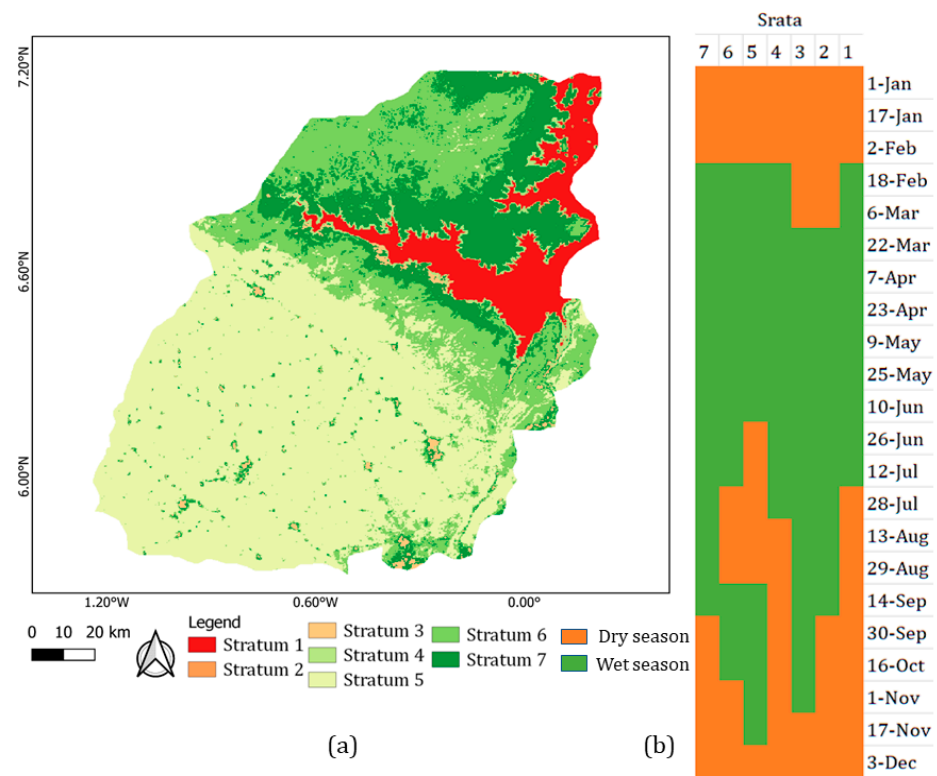 7.20°N
6.60°N
6.00°N
1.20°W
0.60°W
0.00°
0 10 20 km
Legend
Stratum 1
Stratum 2
Stratum 3
Stratum 4
Stratum 5
Stratum 6
Stratum 7
Dry season
Wet season
(a)
(b)
Srata
7 6 5 4 3 2 1
1-Jan
17-Jan
2-Feb
18-Feb
6-Mar
22-Mar
7-Apr
23-Apr
9-May
25-May
10-Jun
26-Jun
12-Jul
28-Jul
13-Aug
29-Aug
14-Sep
30-Sep
16-Oct
1-Nov
17-Nov
3-Dec